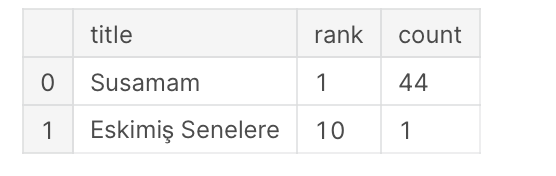 title rank count
0 Susamam 1 44
1 Eskimiş Senelere 10 1